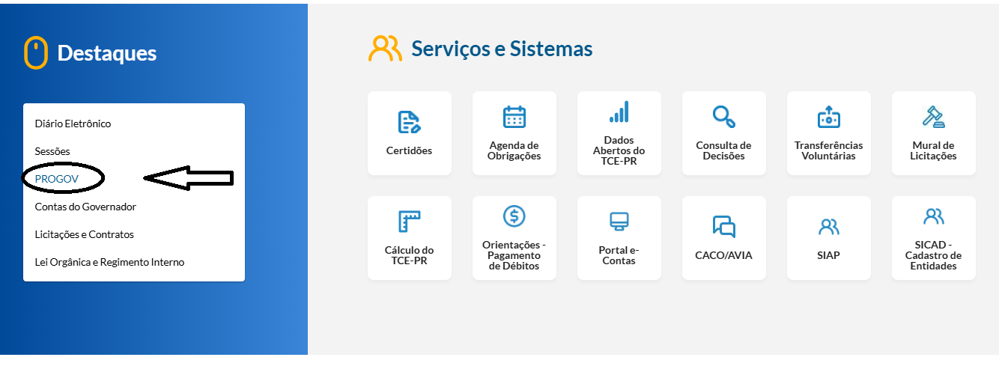 Destaques
Diário Eletrônico
Sessões
PROGOV
Contas do Governador
Licitações e Contratos
Lei Orgânica e Regimento Interno
Serviços e Sistemas
Certidões
Agenda de
Obrigações
Dados
Abertos do
TCE-PR
Consulta de
Decisões
Transferências
Voluntárias
Mural de
Licitações
Cálculo do
TCE-PR
Orientações -
Pagamento
de Débitos
Portal e-
Contas
CACO/AVIA
SIAP
SICAD -
Cadastro de
Entidades